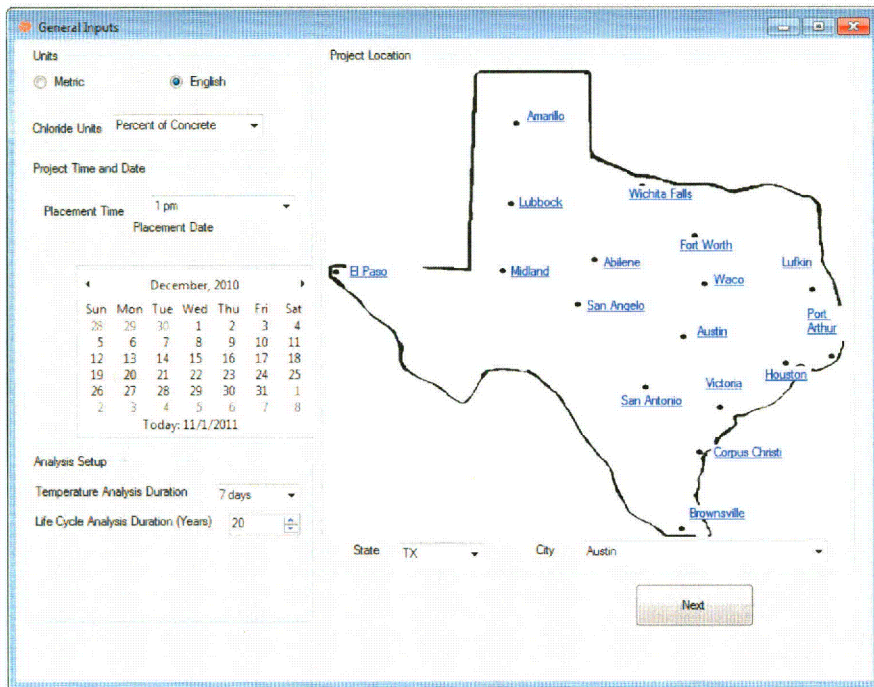 General Inputs
Units
Metric
English
Chloride Units
Percent of Concrete
Project Time and Date
Placement Time
1 pm
Placement Date
December, 2010
Sun Mon Tue Wed Thu Fri Sat
28 29 30 1 2 3 4
5 6 7 8 9 10 11
12 13 14 15 16 17 18
19 20 21 22 23 24 25
26 27 28 29 30 31 1
2 3 4 5 6 7 8
Today: 11/1/2011
Analysis Setup
Temperature Analysis Duration
7 days
Life Cycle Analysis Duration (Years)
20
Project Location
Amarillo
Wichita Falls
Lubbock
Fort Worth
El Paso
Midland
Abilene
Lufkin
Waco
San Angelo
Port
Arthur
Austin
Houston
Victoria
San Antonio
Corpus Christi
Brownsville
State
TX
City
Austin
Next